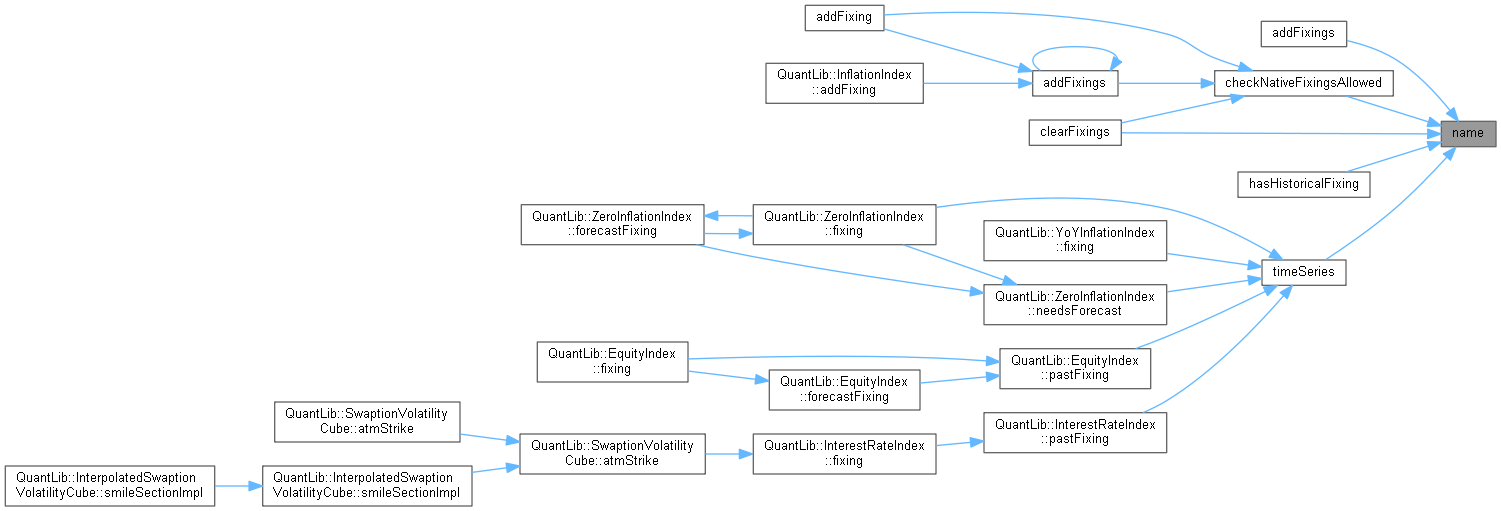 addFixing
addFixings
QuantLib::InflationIndex
::addFixing
addFixings
checkNativeFixingsAllowed
clearFixings
name
hasHistoricalFixing
QuantLib::ZeroInflationIndex
::forecastFixing
QuantLib::ZeroInflationIndex
::fixing
QuantLib::YoYInflationIndex
::fixing
timeSeries
QuantLib::ZeroInflationIndex
::needsForecast
QuantLib::EquityIndex
::fixing
QuantLib::EquityIndex
::pastFixing
QuantLib::EquityIndex
::forecastFixing
QuantLib::SwaptionVolatility
Cube::atmStrike
QuantLib::InterestRateIndex
::pastFixing
QuantLib::SwaptionVolatility
Cube::atmStrike
QuantLib::InterestRateIndex
::fixing
QuantLib::InterpolatedSwaption
VolatilityCube::smileSectionImpl
QuantLib::InterpolatedSwaption
VolatilityCube::smileSectionImpl